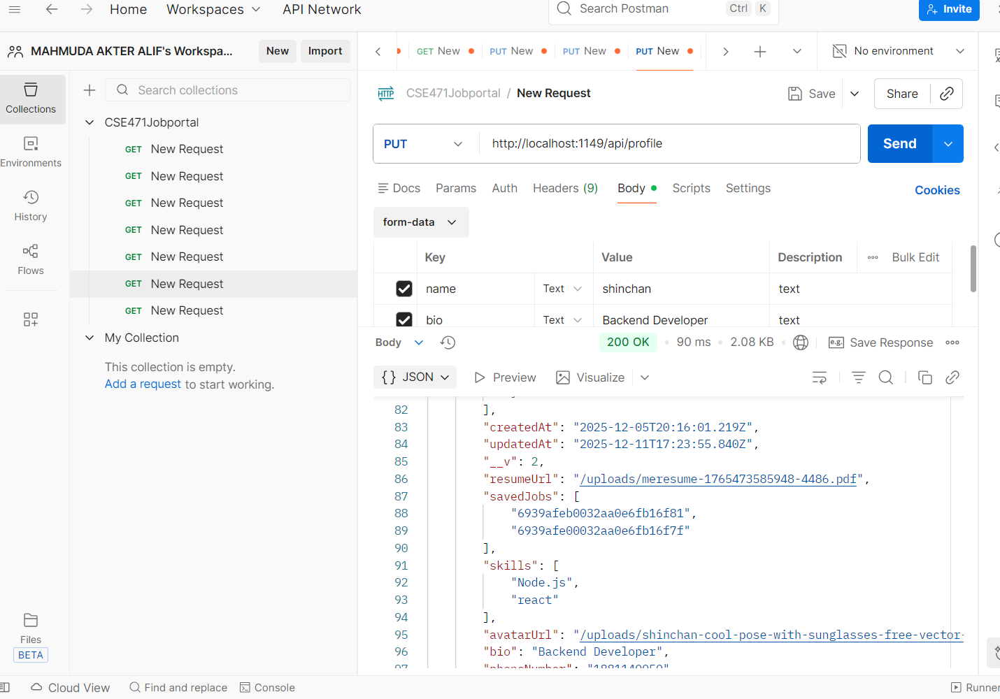 Home Workspaces API Network Search Postman Ctrl K Invite
MAHMUDA AKTER ALIF's Workspa... New Import
GET New PUT New PUT New PUT New No environment
Collections
Environments
History
Flows
Files
BETA
Search collections
CSE471Jobportal
GET New Request
GET New Request
GET New Request
GET New Request
GET New Request
GET New Request
GET New Request
My Collection
This collection is empty.
Add a request to start working.
HTTP CSE471Jobportal / New Request Save Share
PUT http://localhost:1149/api/profile Send
Docs Params Auth Headers (9) Body Scripts Settings Cookies
form-data
Key Value Description Bulk Edit
name Text shinchan text
bio Text Backend Developer text
Body 200 OK 90 ms 2.08 KB e.g. Save Response
{} JSON Preview Visualize
82 ],
83 "createdAt": "2025-12-05T20:16:01.219Z",
84 "updatedAt": "2025-12-11T17:23:55.840Z",
85 "__v": 2,
86 "resumeUrl": "/uploads/meresume-1765473585948-4486.pdf",
87 "savedJobs": [
88 "6939afeb0032aa0e6fb16f81",
89 "6939afe00032aa0e6fb16f7f"
90 ],
91 "skills": [
92 "Node.js",
93 "react"
94 ],
95 "avatarUrl": "/uploads/shinchan-cool-pose-with-sunglasses-free-vector-
96 "bio": "Backend Developer",
97 "phoneNumber": "1881140050"
Cloud View Find and replace Console Runner